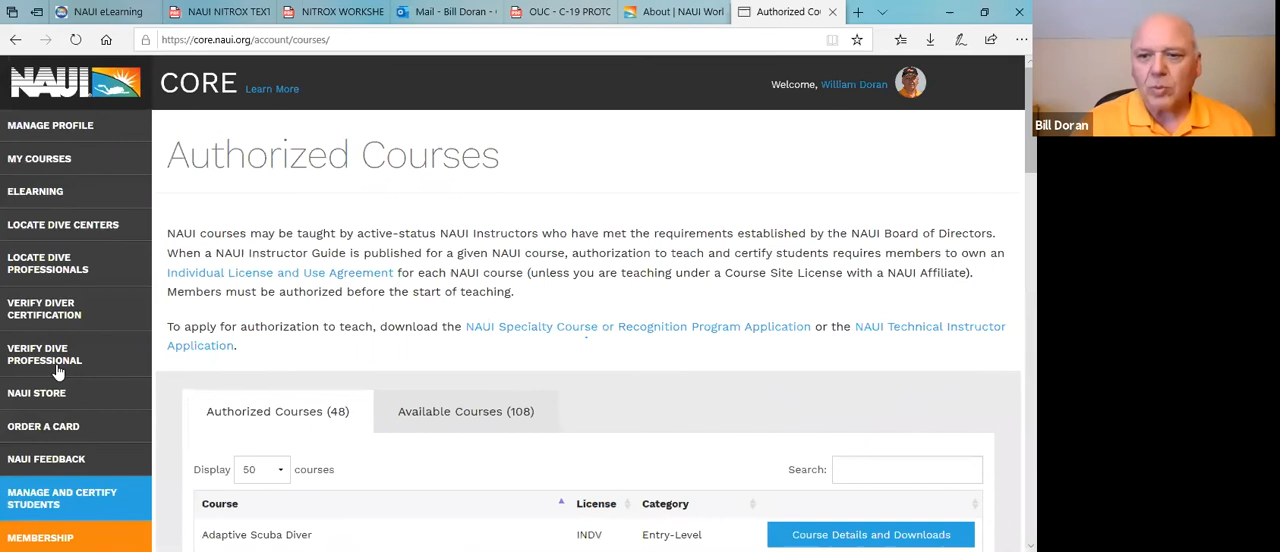 NAUI eLearning
NAUI NITROX TEXT
NITROX WORKSHE
Mail - Bill Doran -
OUC - C-19 PROTO
About | NAUI Worl
Authorized Cou
https://core.naui.org/account/courses/
NAUI
CORE Learn More
Welcome, William Doran
Bill Doran
MANAGE PROFILE
MY COURSES
ELEARNING
LOCATE DIVE CENTERS
LOCATE DIVE
PROFESSIONALS
VERIFY DIVER
CERTIFICATION
VERIFY DIVE
PROFESSIONAL
NAUI STORE
ORDER A CARD
NAUI FEEDBACK
MANAGE AND CERTIFY
STUDENTS
MEMBERSHIP
Authorized Courses
NAUI courses may be taught by active-status NAUI Instructors who have met the requirements established by the NAUI Board of Directors.
When a NAUI Instructor Guide is published for a given NAUI course, authorization to teach and certify students requires members to own an
Individual License and Use Agreement for each NAUI course (unless you are teaching under a Course Site License with a NAUI Affiliate).
Members must be authorized before the start of teaching.
To apply for authorization to teach, download the NAUI Specialty Course or Recognition Program Application or the NAUI Technical Instructor
Application.
Authorized Courses (48)
Available Courses (108)
Display 50 courses
Search:
Course License Category
Adaptive Scuba Diver INDV Entry-Level Course Details and Downloads